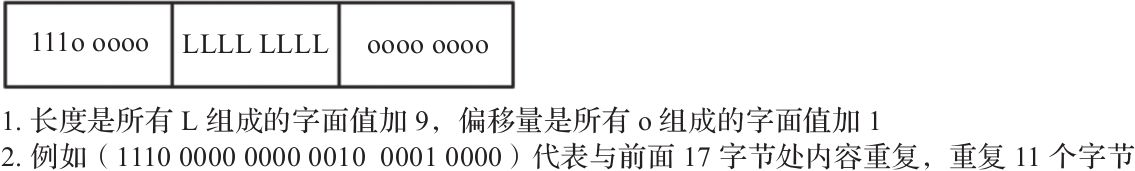 111o oooo LLLL LLLL oooo oooo
1. 长度是所有 L 组成的字面值加 9，偏移量是所有 o 组成的字面值加 1
2. 例如（1110 0000 0000 0010 0001 0000）代表与前面 17 字节处内容重复，重复 11 个字节